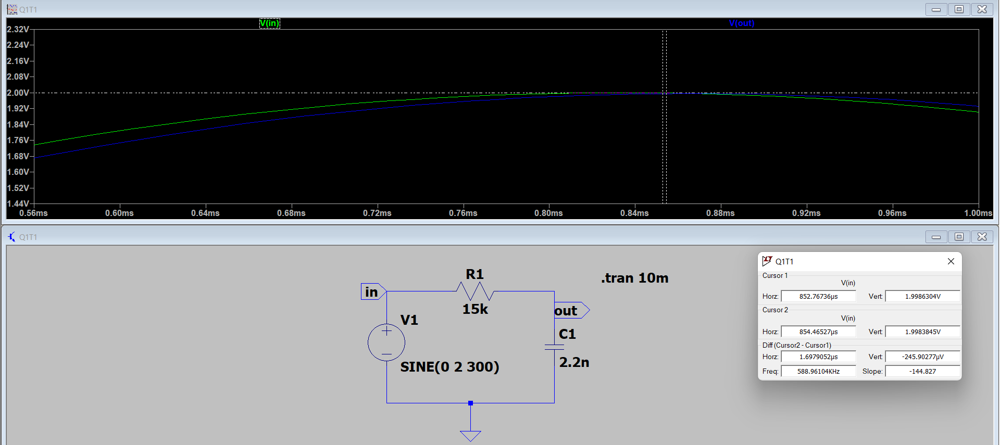 Q1T1
V(in)
V(out)
2.32V
2.24V
2.16V
2.08V
2.00V
1.92V
1.84V
1.76V
1.68V
1.60V
1.52V
1.44V
0.56ms 0.60ms 0.64ms 0.68ms 0.72ms 0.76ms 0.80ms 0.84ms 0.88ms 0.92ms 0.96ms 1.00ms
Q1T1
in
R1
15k
.tran 10m
out
V1
SINE(0 2 300)
C1
2.2n
Q1T1
Cursor 1
V(in)
Horz: 852.76736µs Vert: 1.9986304V
Cursor 2
V(in)
Horz: 854.46527µs Vert: 1.9983845V
Diff (Cursor2 - Cursor1)
Horz: 1.6979052µs Vert: -245.90277µV
Freq: 588.96104KHz Slope: -144.827